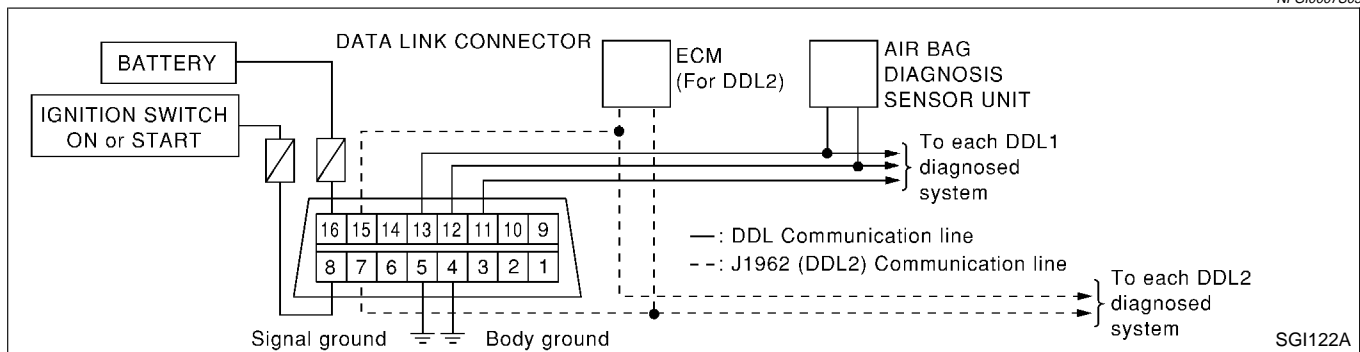 DATA LINK CONNECTOR
BATTERY
IGNITION SWITCH
ON or START
ECM
(For DDL2)
AIR BAG
DIAGNOSIS
SENSOR UNIT
To each DDL1
diagnosed
system
16 15 14 13 12 11 10 9
8 7 6 5 4 3 2 1
—: DDL Communication line
--: J1962 (DDL2) Communication line
To each DDL2
diagnosed
system
Signal ground
Body ground
SGI122A